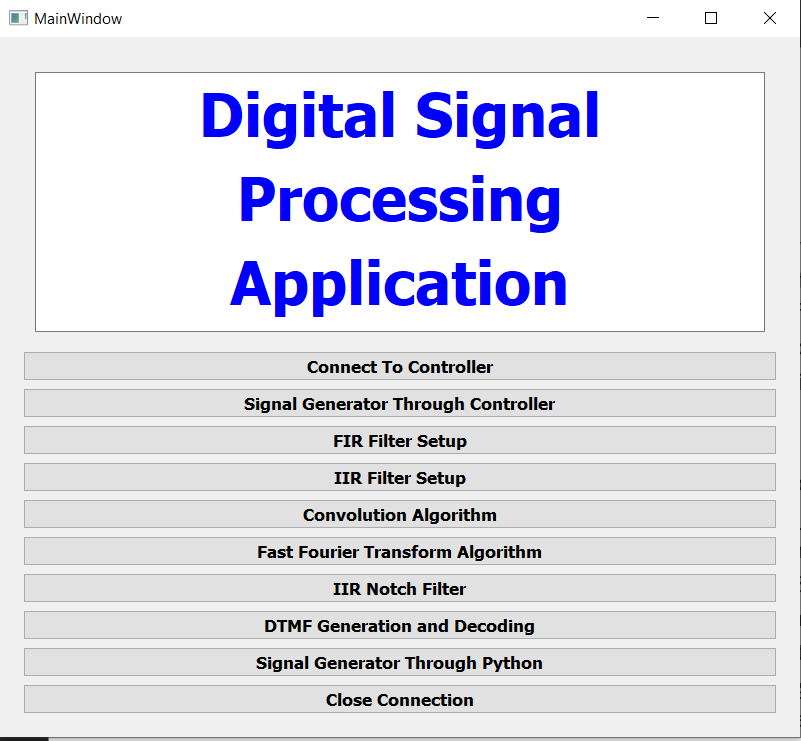 MainWindow
Digital Signal
Processing
Application
Connect To Controller
Signal Generator Through Controller
FIR Filter Setup
IIR Filter Setup
Convolution Algorithm
Fast Fourier Transform Algorithm
IIR Notch Filter
DTMF Generation and Decoding
Signal Generator Through Python
Close Connection